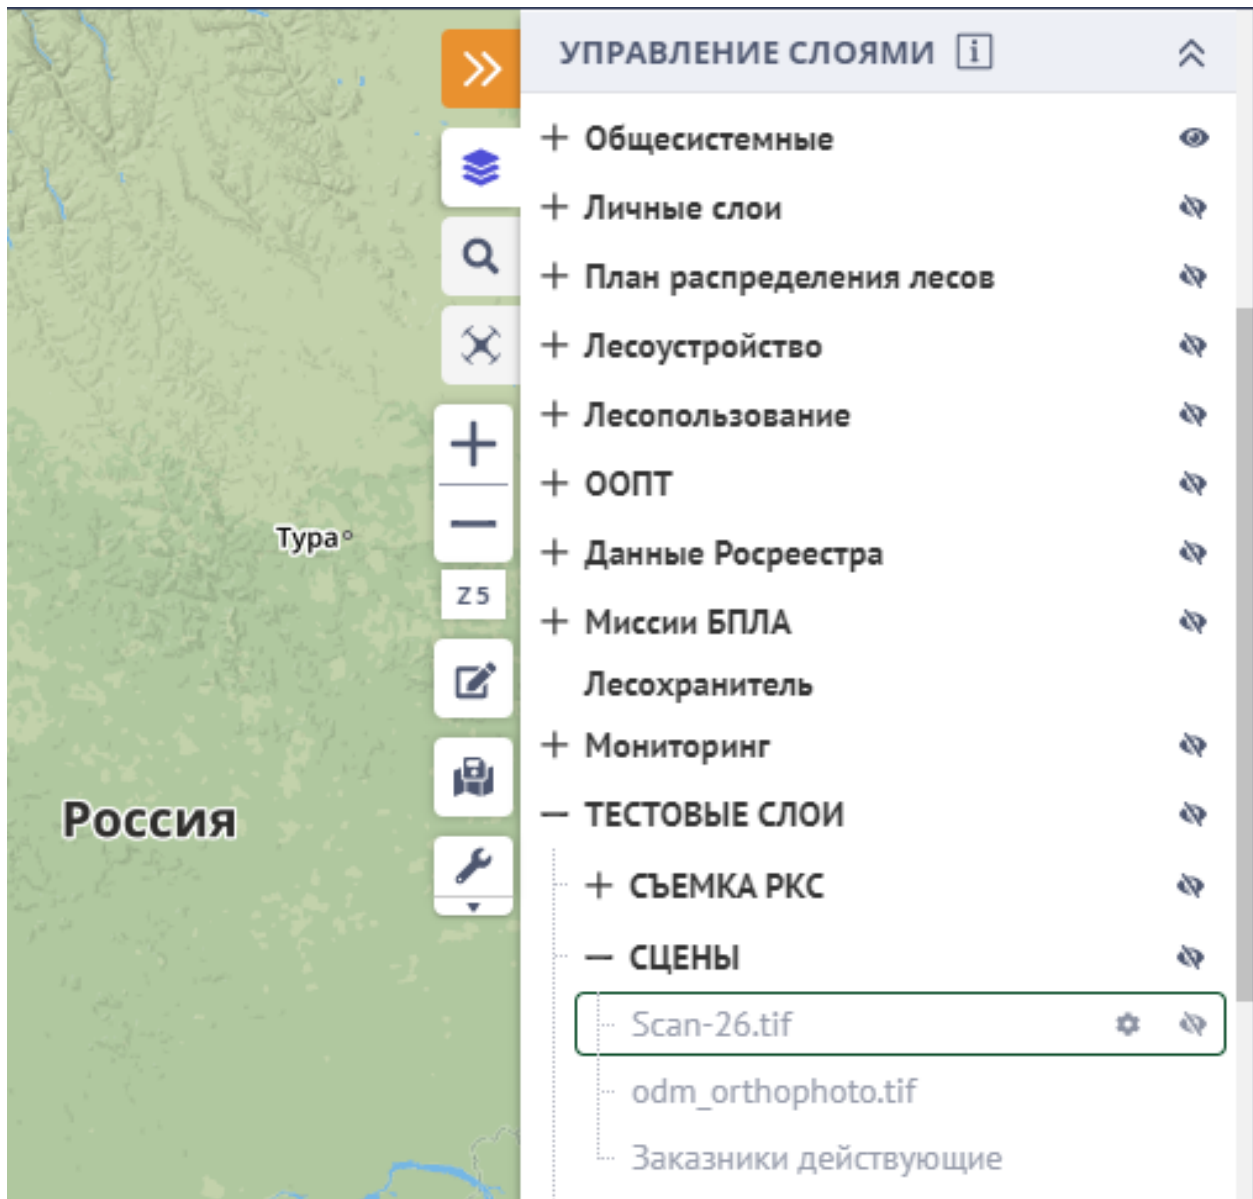 УПРАВЛЕНИЕ СЛОЯМИ i
Общесистемные
Личные слои
План распределения лесов
Лесоустройство
Лесопользование
ООПТ
Тура
Данные Росреестра
Z 5
Миссии БПЛА
Лесохранитель
Мониторинг
Россия
ТЕСТОВЫЕ СЛОИ
СЪЕМКА РКС
СЦЕНЫ
Scan-26.tif
odm_orthophoto.tif
Заказники действующие